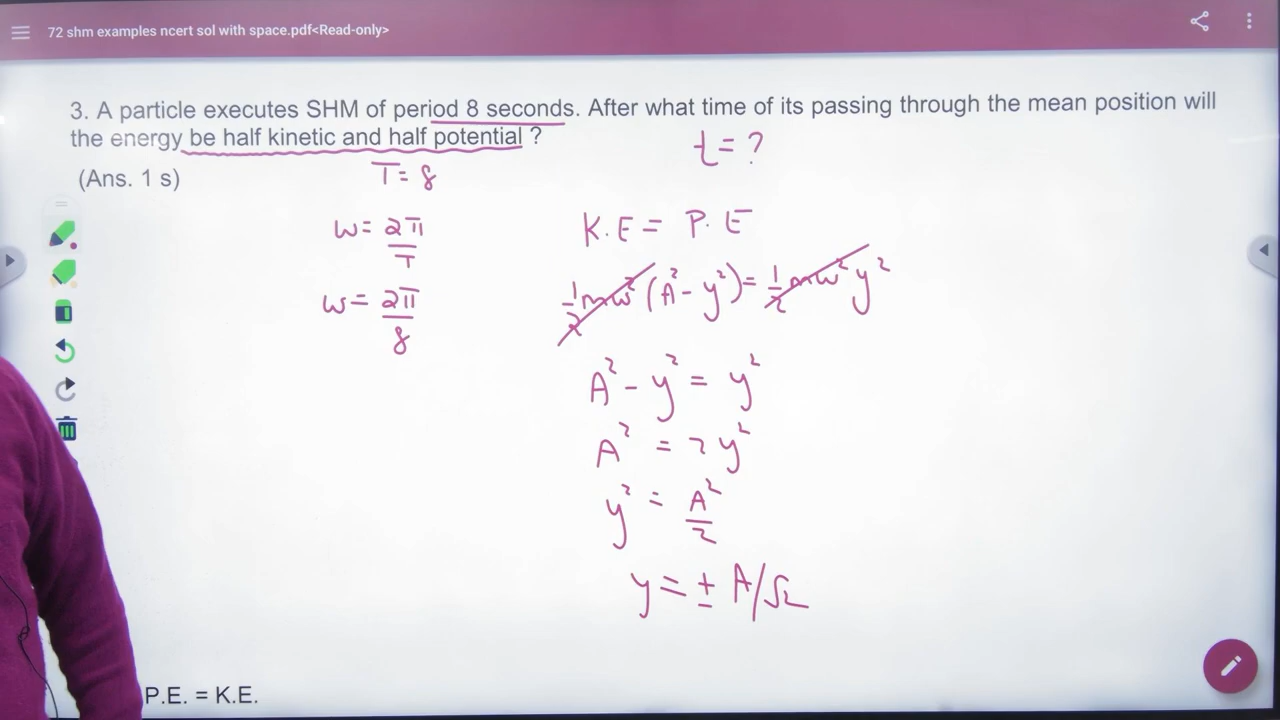 72 shm examples ncert sol with space.pdf<Read-only>
3. A particle executes SHM of period 8 seconds. After what time of its passing through the mean position will
the energy be half kinetic and half potential ?
t = ?
(Ans. 1 s)
T = 8
w = 2π/T
w = 2π/8
K.E = P.E
1/2 mw² (A² - y²) = 1/2 mw² y²
A² - y² = y²
A² = 2y²
y² = A²/2
y = ± A/√2
P.E. = K.E.